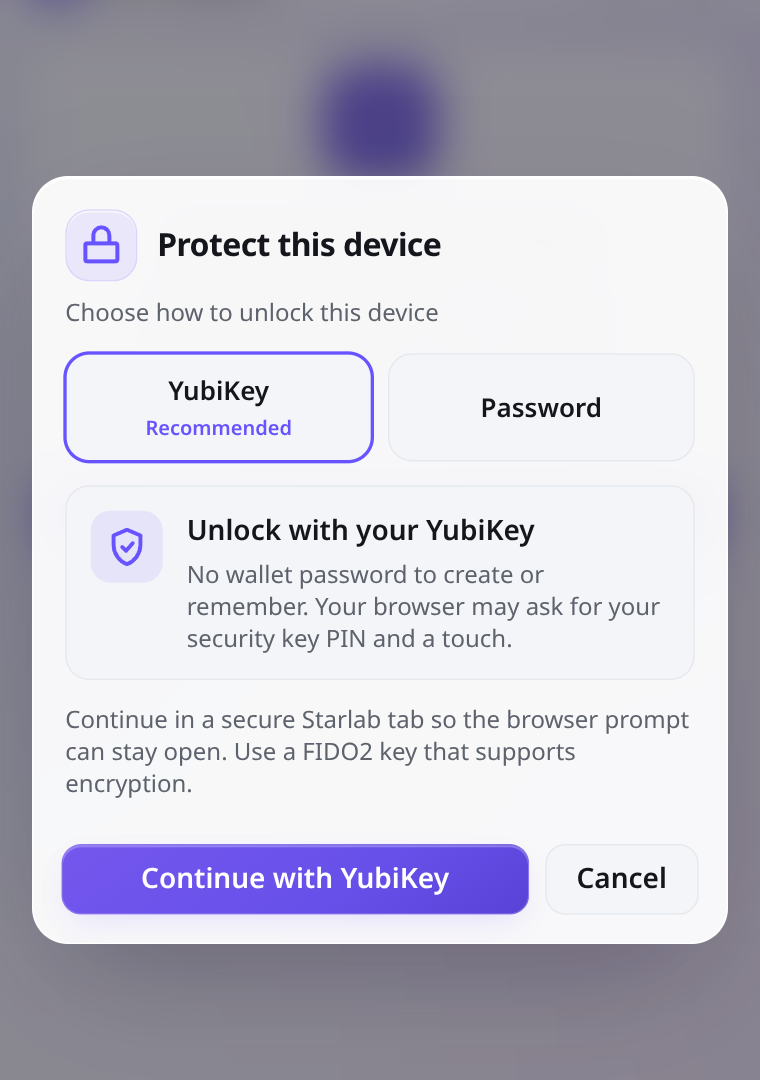 Protect this device
Choose how to unlock this device
YubiKey
Recommended
Password
Unlock with your YubiKey
No wallet password to create or
remember. Your browser may ask for your
security key PIN and a touch.
Continue in a secure Starlab tab so the browser prompt
can stay open. Use a FIDO2 key that supports
encryption.
Continue with YubiKey
Cancel